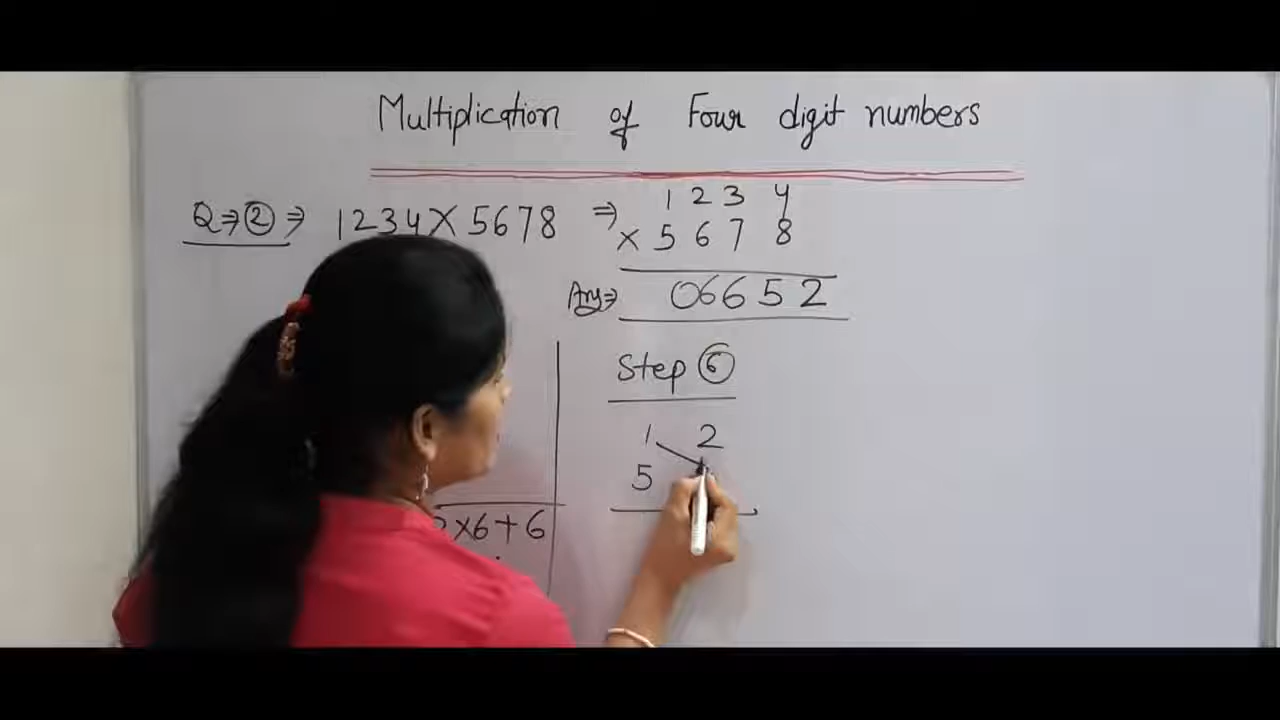 Multiplication of Four digit numbers
Q⇒② ⇒ 1234 X 5678 ⇒ 1 2 3 4
X 5 6 7 8
Ans⇒ 06652
Step ⑥
1 2
5
x6+6